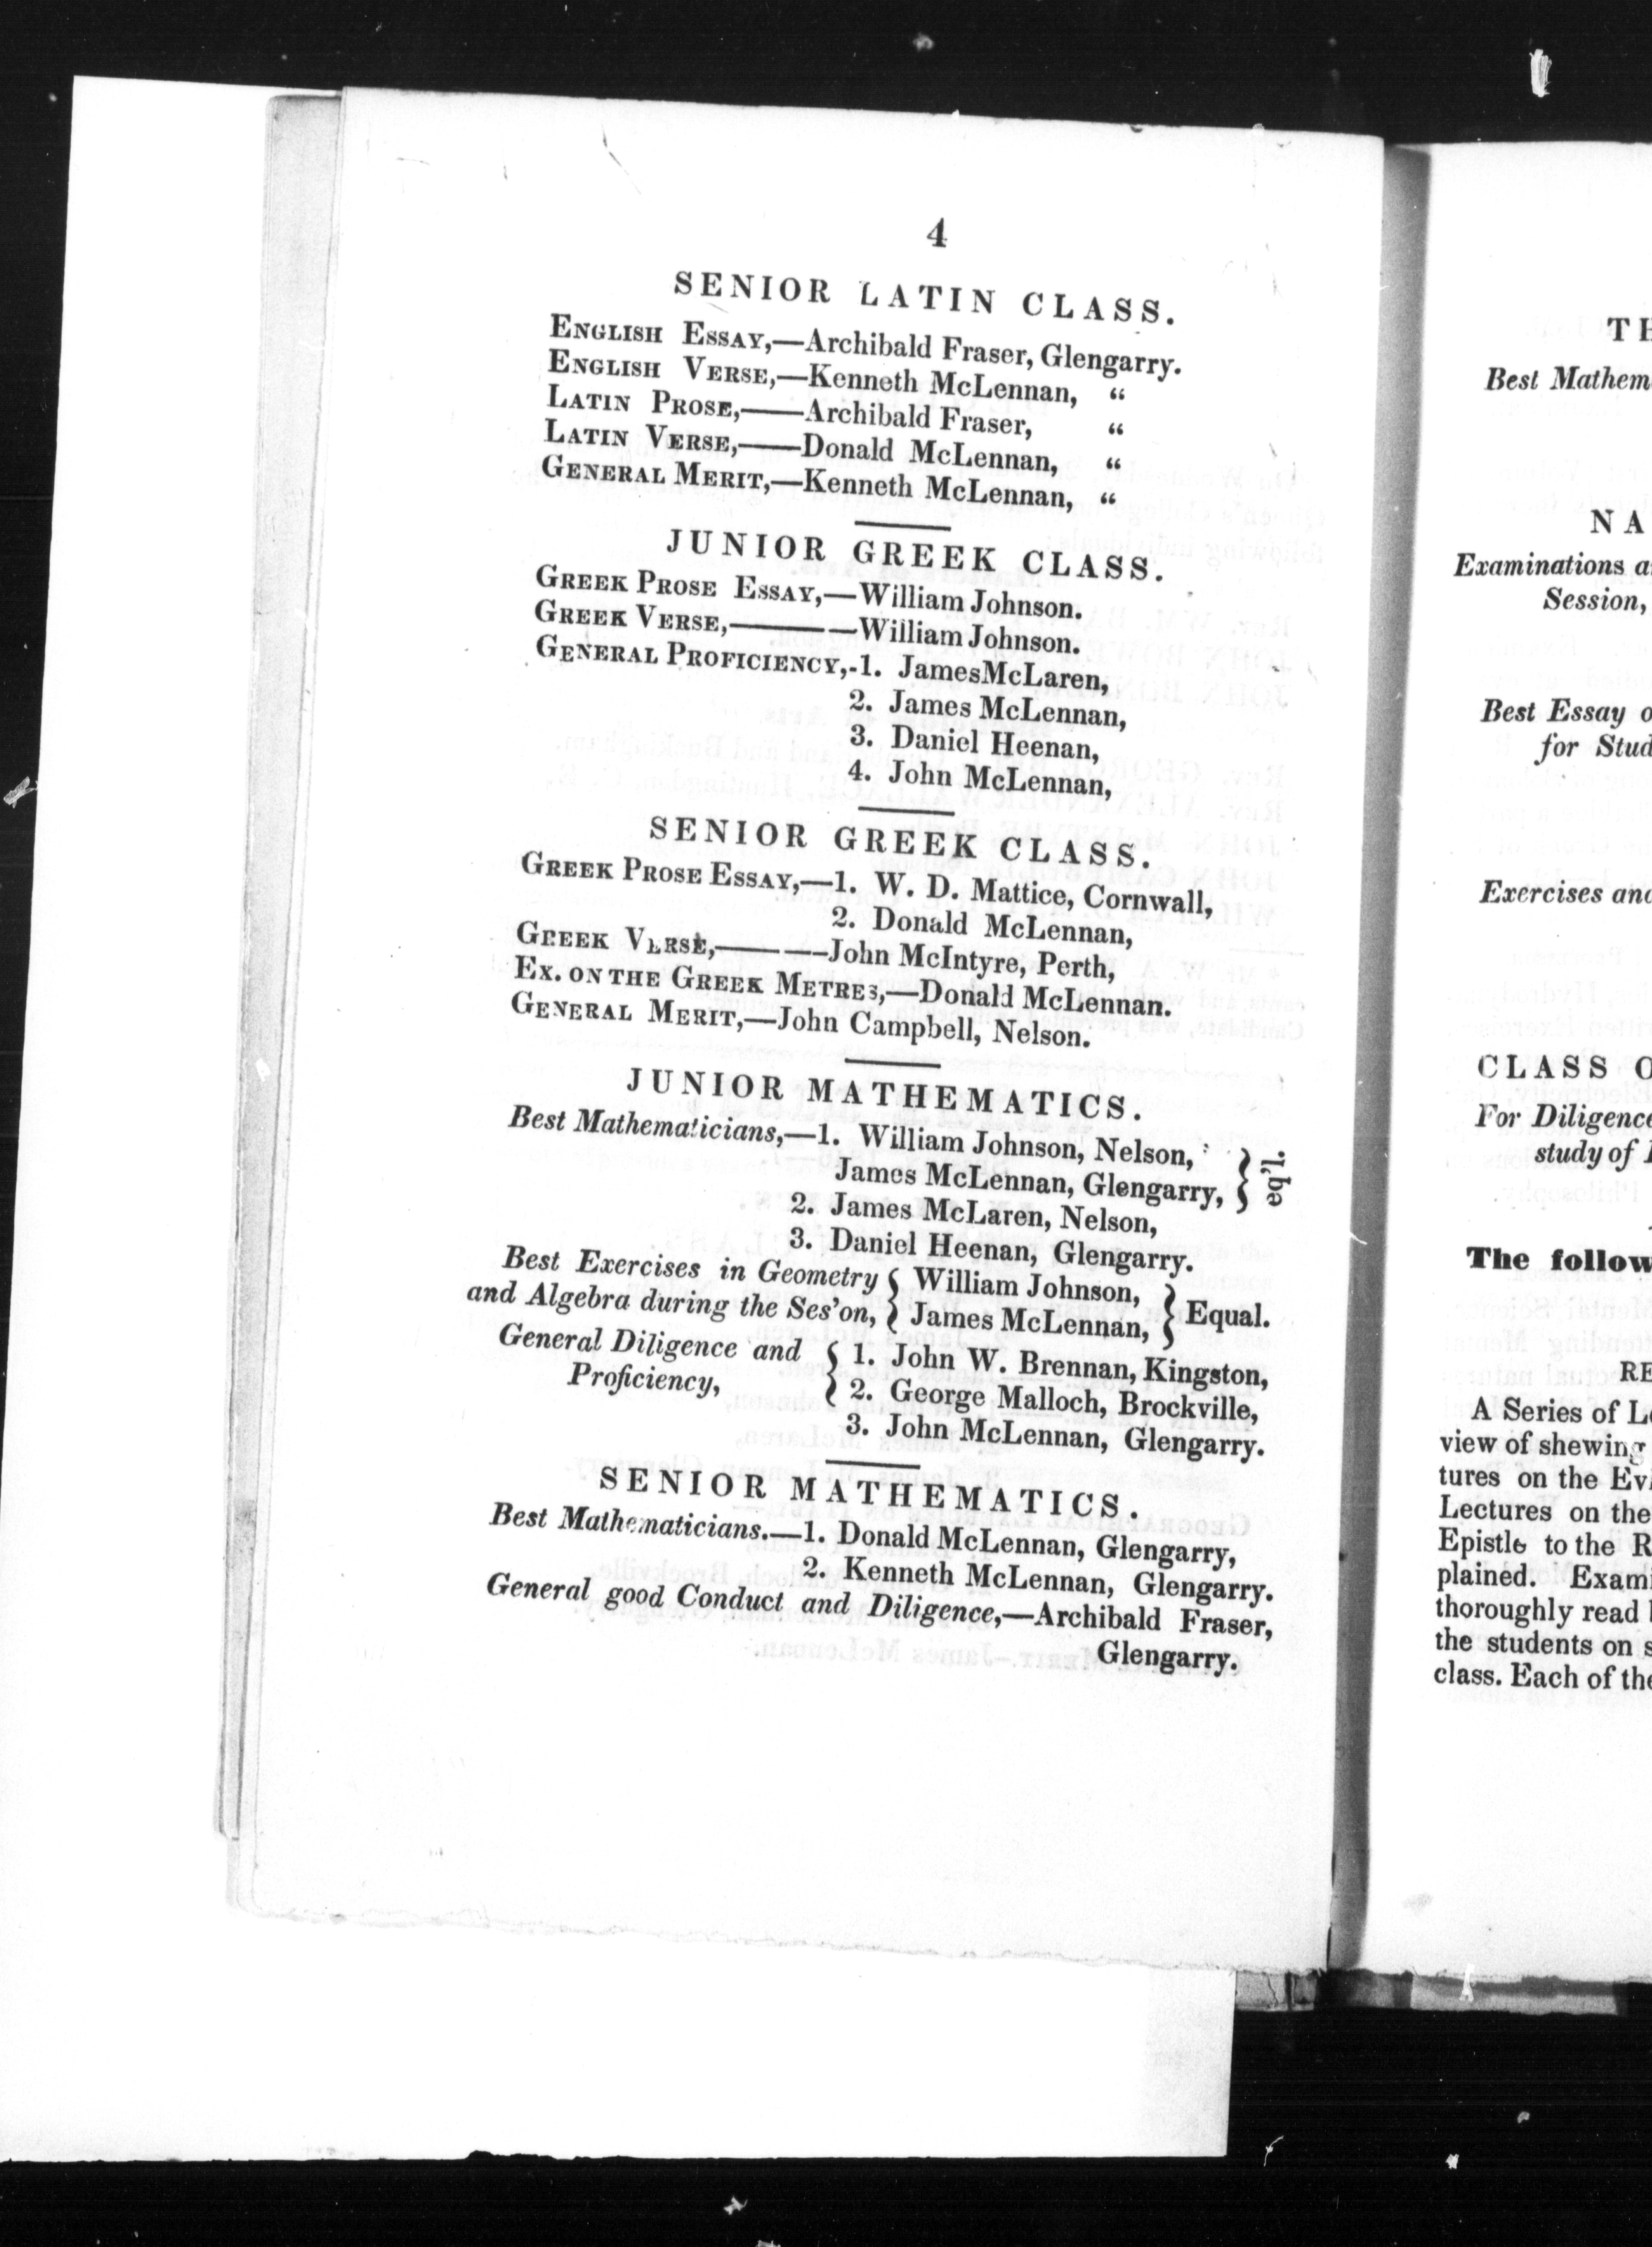 4
SENIOR LATIN CLASS.
ENGLISH ESSAY,—Archibald Fraser, Glengarry.
ENGLISH VERSE,—Kenneth McLennan, “
LATIN PROSE,——Archibald Fraser, “
LATIN VERSE,——Donald McLennan, “
GENERAL MERIT,—Kenneth McLennan, “
JUNIOR GREEK CLASS.
GREEK PROSE ESSAY,—William Johnson.
GREEK VERSE,———William Johnson.
GENERAL PROFICIENCY,-1. James McLaren,
2. James McLennan,
3. Daniel Heenan,
4. John McLennan,
SENIOR GREEK CLASS.
GREEK PROSE ESSAY,—1. W. D. Mattice, Cornwall,
2. Donald McLennan,
GREEK VERSE,———John McIntyre, Perth,
EX. ON THE GREEK METRES,—Donald McLennan.
GENERAL MERIT,—John Campbell, Nelson.
JUNIOR MATHEMATICS.
Best Mathematicians,—1. William Johnson, Nelson,
James McLennan, Glengarry, } eq'l.
2. James McLaren, Nelson,
3. Daniel Heenan, Glengarry.
Best Exercises in Geometry { William Johnson,
and Algebra during the Ses'on, { James McLennan, } Equal.
General Diligence and { 1. John W. Brennan, Kingston,
Proficiency, { 2. George Malloch, Brockville,
3. John McLennan, Glengarry.
SENIOR MATHEMATICS.
Best Mathematicians.—1. Donald McLennan, Glengarry,
2. Kenneth McLennan, Glengarry.
General good Conduct and Diligence,—Archibald Fraser,
Glengarry.
TH
Best Mathem
NA
Examinations a
Session,
Best Essay o
for Stud
Exercises and
CLASS O
For Diligence
study of
The follow
RE
A Series of L
view of shewing
tures on the Ev
Lectures on the
Epistle to the R
plained. Exami
thoroughly read
the students on s
class. Each of the